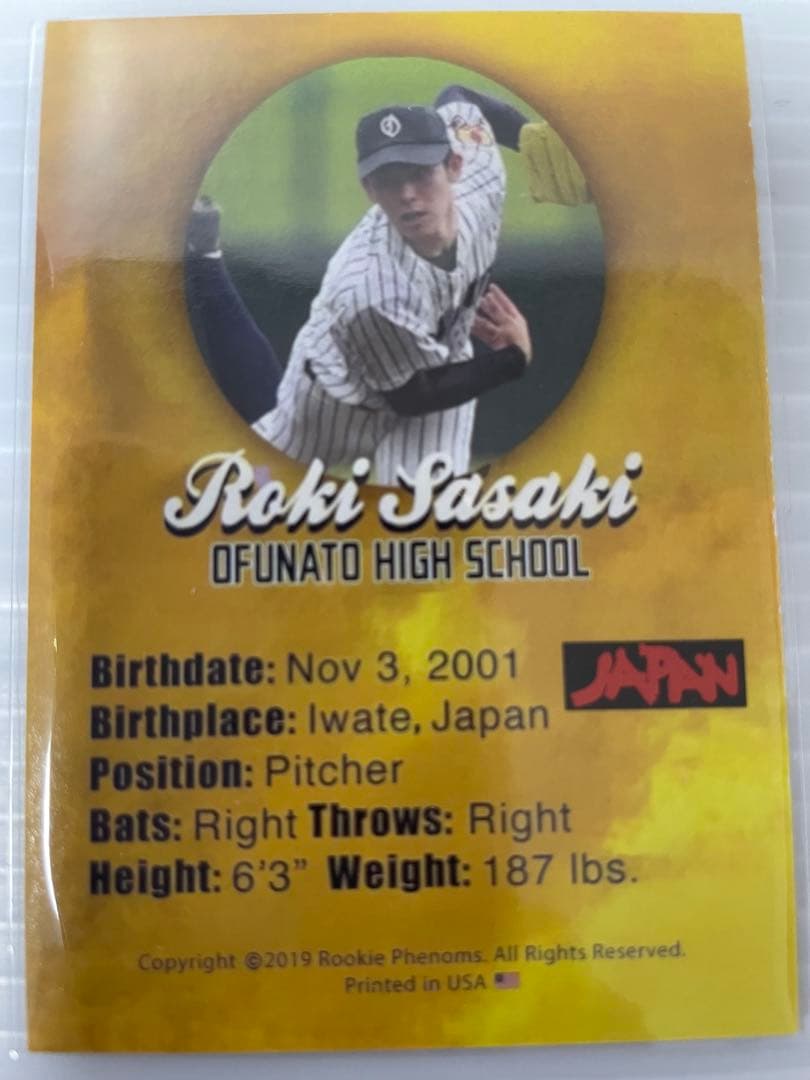 Roki Sasaki
OFUNATO HIGH SCHOOL
Birthdate: Nov 3, 2001
JAPAN
Birthplace: Iwate, Japan
Position: Pitcher
Bats: Right Throws: Right
Height: 6'3” Weight: 187 lbs.
Copyright ©2019 Rookie Phenoms. All Rights Reserved.
Printed in USA